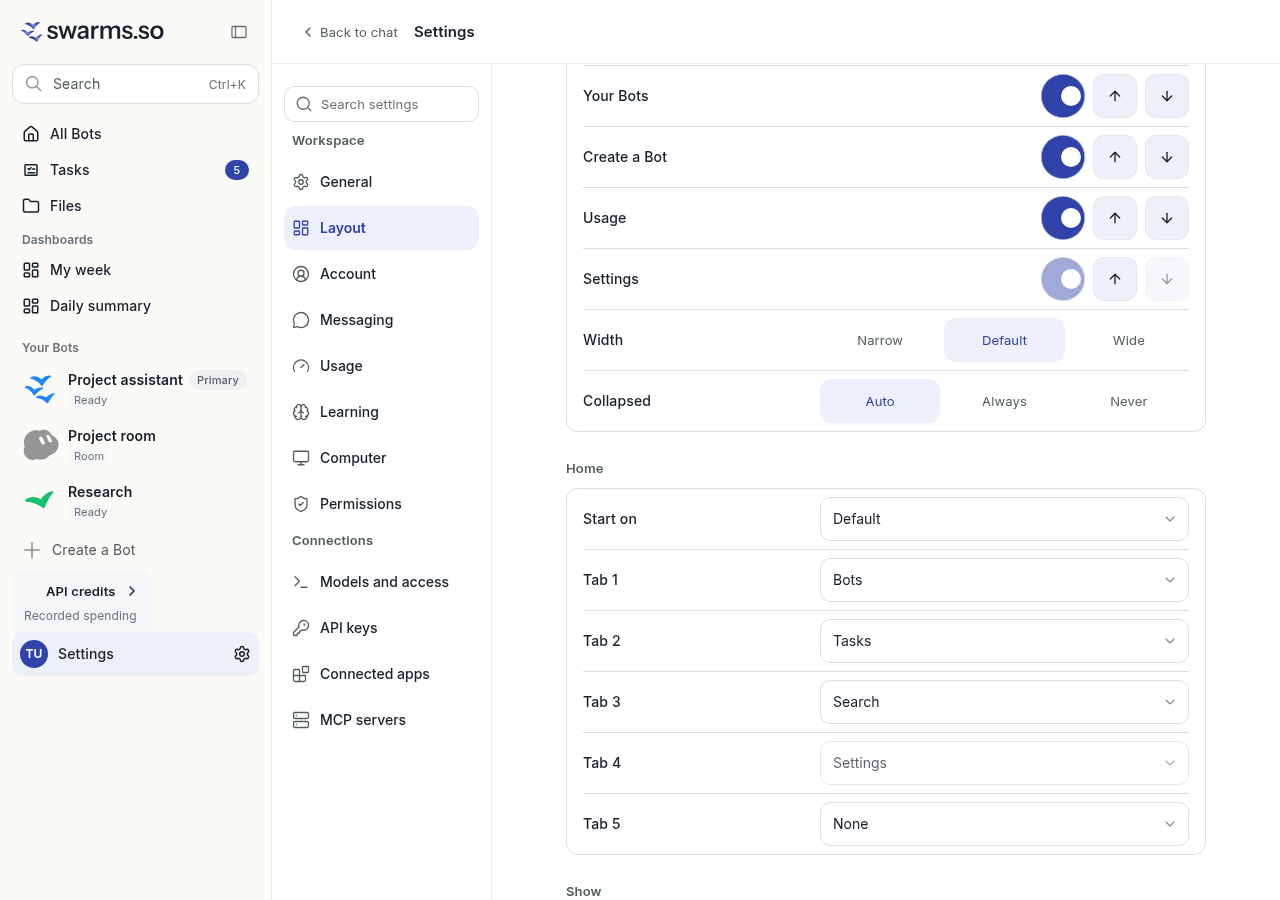 swarms.so
Search
Ctrl+K
All Bots
Tasks
5
Files
Dashboards
My week
Daily summary
Your Bots
Project assistant
Primary
Ready
Project room
Room
Research
Ready
Create a Bot
API credits
Recorded spending
TU
Settings
Back to chat
Settings
Search settings
Workspace
General
Layout
Account
Messaging
Usage
Learning
Computer
Permissions
Connections
Models and access
API keys
Connected apps
MCP servers
Your Bots
Create a Bot
Usage
Settings
Width
Narrow
Default
Wide
Collapsed
Auto
Always
Never
Home
Start on
Default
Tab 1
Bots
Tab 2
Tasks
Tab 3
Search
Tab 4
Settings
Tab 5
None
Show